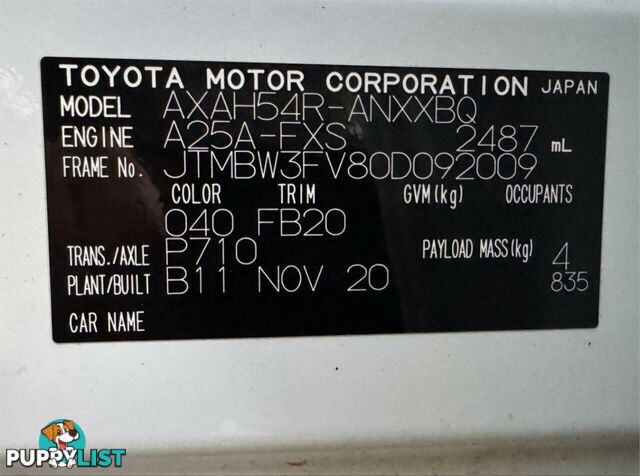 TOYOTA MOTOR CORPORATION JAPAN
MODEL AXAH54R-ANXXBQ
ENGINE A25A-FXS 2487 mL
FRAME No. JTMBW3FV80D092009
COLOR TRIM GVM(kg) OCCUPANTS
040 FB20
TRANS./AXLE P710 PAYLOAD MASS(kg) 4
PLANT/BUILT B11 NOV 20 835
CAR NAME
PUPPYLIST